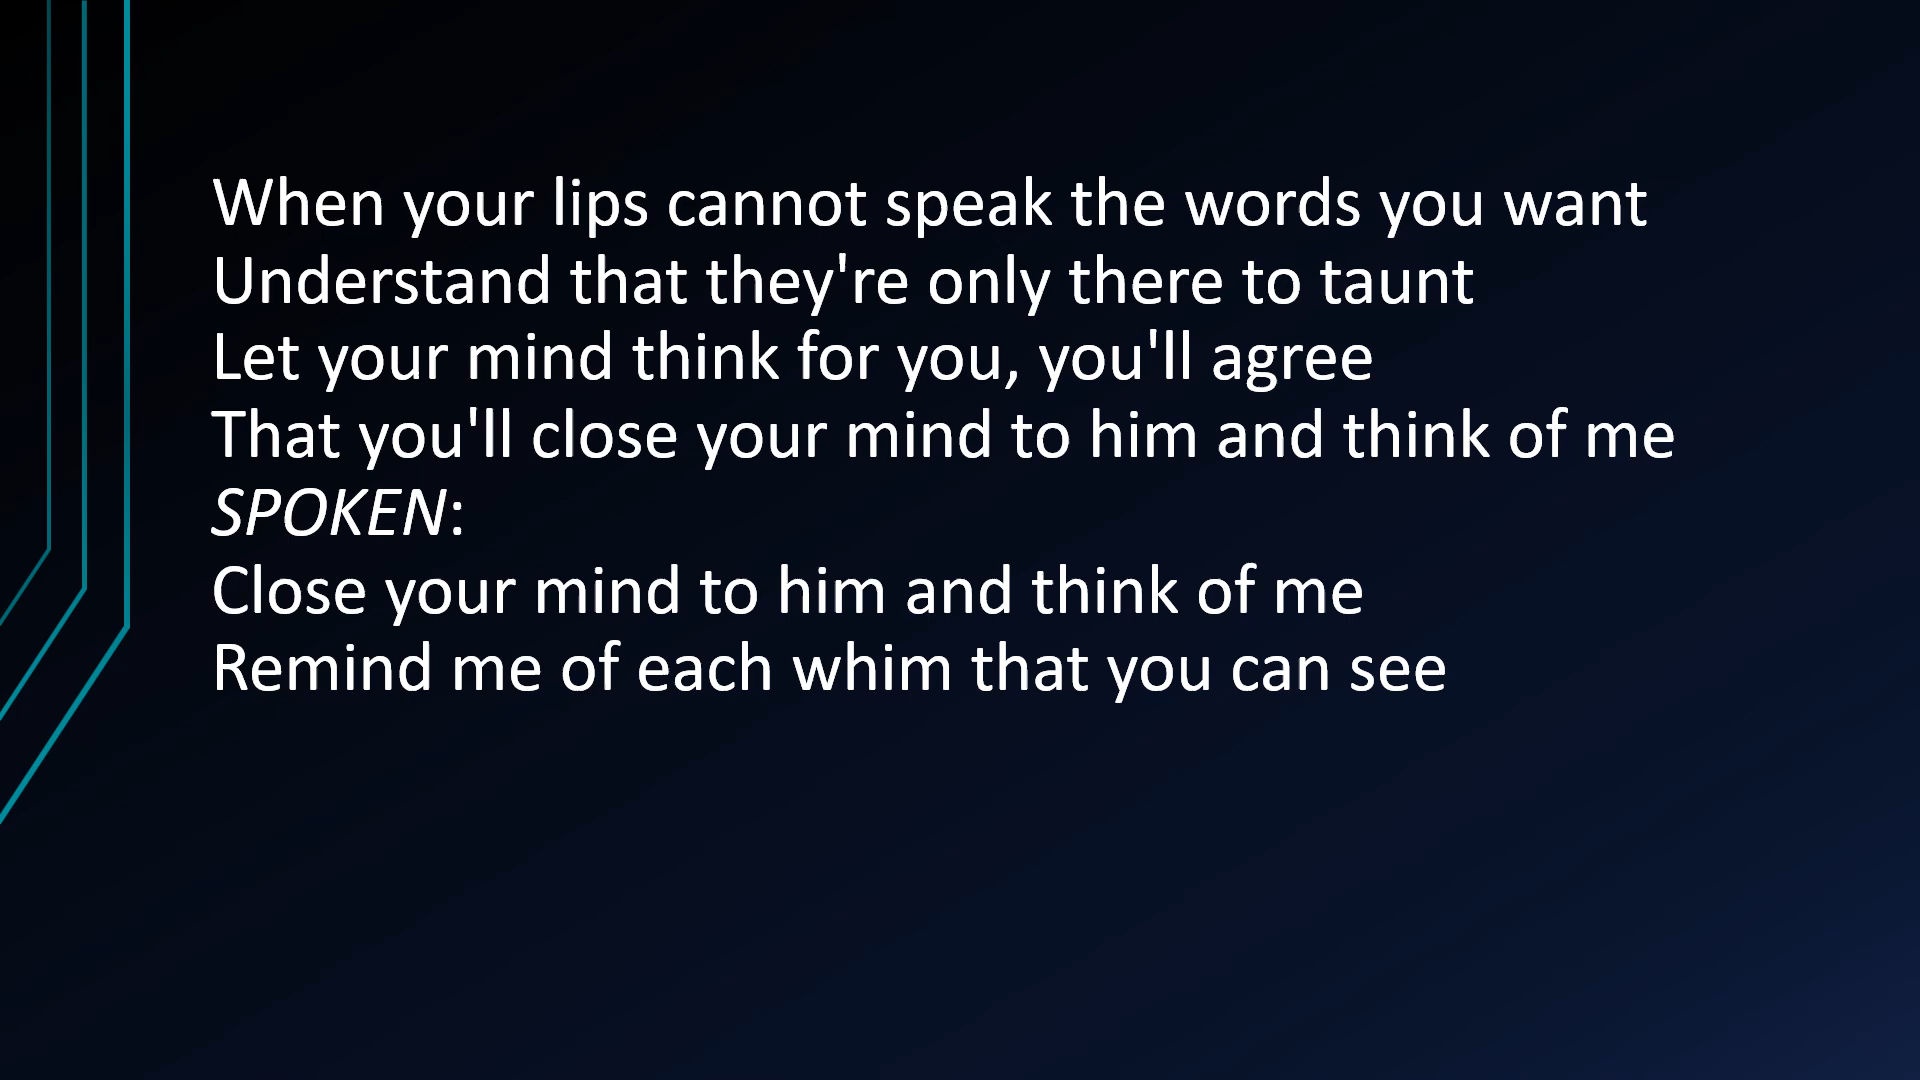 When your lips cannot speak the words you want
Understand that they're only there to taunt
Let your mind think for you, you'll agree
That you'll close your mind to him and think of me
SPOKEN:
Close your mind to him and think of me
Remind me of each whim that you can see